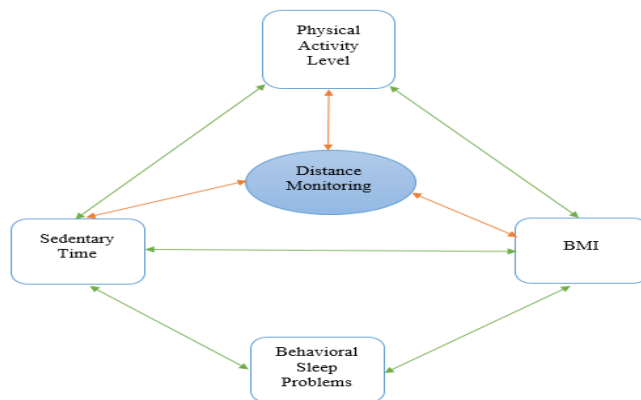 Physical
Activity
Level
Distance
Monitoring
Sedentary
Time
BMI
Behavioral
Sleep
Problems